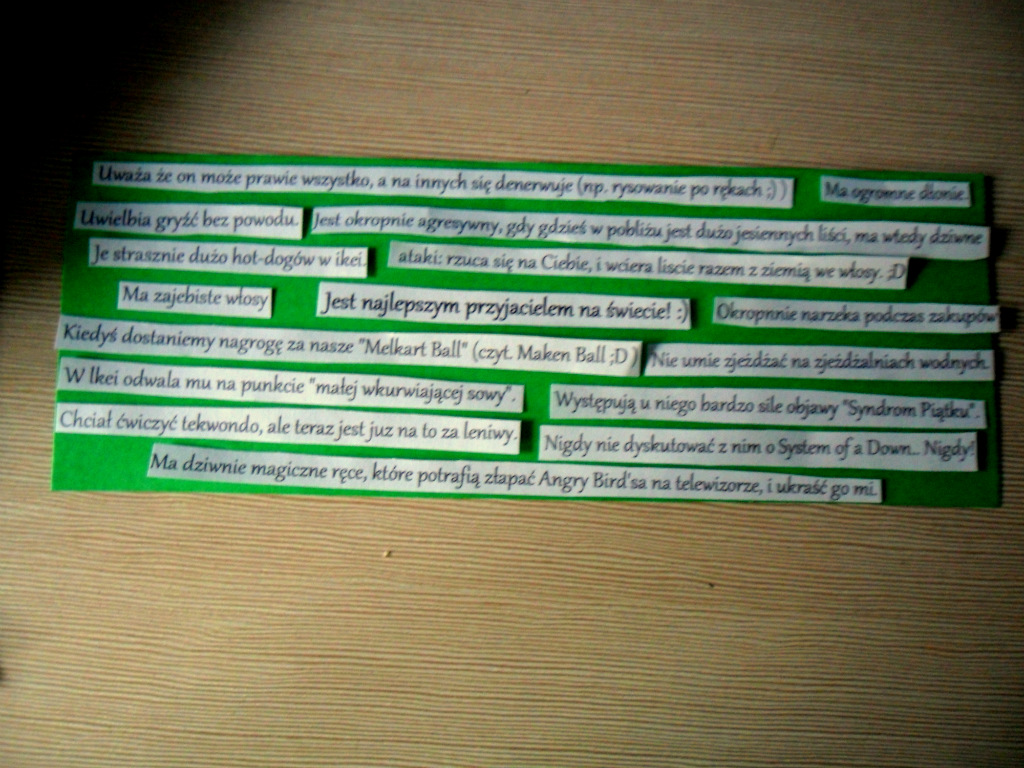 Uważa że on może prawie wszystko, a na innych się denerwuje (np. rysowanie po rękach ;) )
Ma ogromne dłonie.
Uwielbia gryźć bez powodu.
Jest okropnie agresywny, gdy gdzieś w pobliżu jest dużo jesiennych liści, ma wtedy dziwne
ataki: rzuca się na Ciebie, i wciera liscie razem z ziemią we włosy. ;D
Je strasznie dużo hot-dogów w ikei.
Ma zajebiste włosy
Jest najlepszym przyjacielem na świecie! :)
Okropnnie narzeka podczas zakupów
Kiedyś dostaniemy nagrogę za nasze "Melkart Ball" (czyt. Maken Ball ;D )
Nie umie zjeżdżać na zjeżdżalniach wodnych.
W Ikei odwala mu na punkcie "małej wkurwiającej sowy".
Występują u niego bardzo sile objawy "Syndrom Piątku".
Chciał ćwiczyć tekwondo, ale teraz jest juz na to za leniwy.
Nigdy nie dyskutować z nim o System of a Down... Nigdy!
Ma dziwnie magiczne ręce, które potrafią złapać Angry Bird'sa na telewizorze, i ukraść go mi.